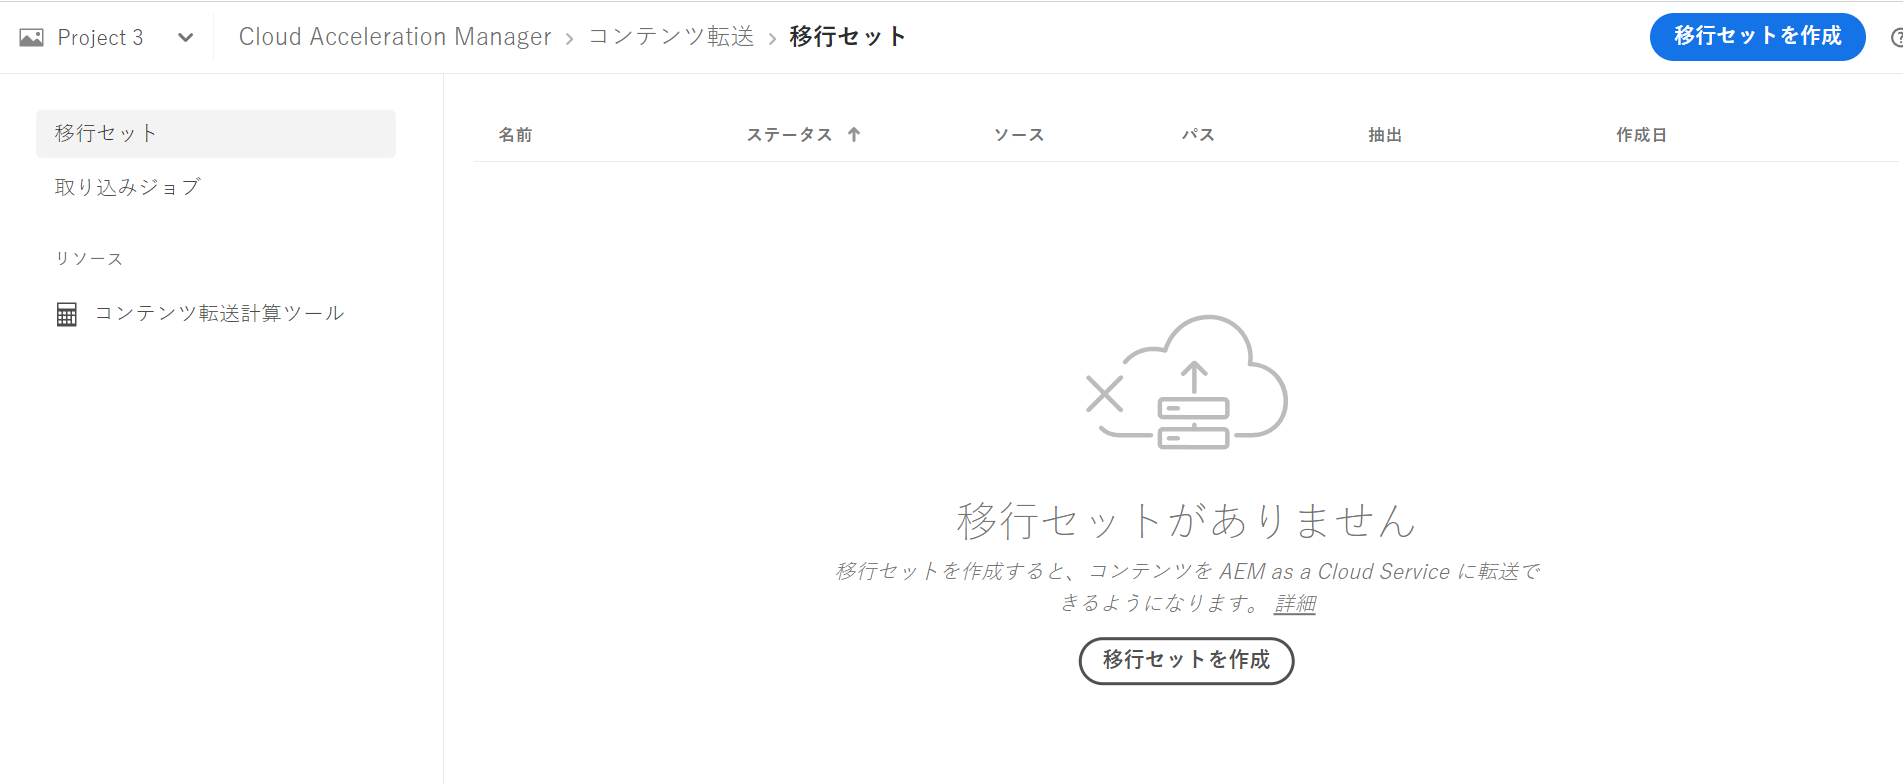 Project 3
Cloud Acceleration Manager › コンテンツ転送 › 移行セット
移行セットを作成
移行セット
取り込みジョブ
リソース
コンテンツ転送計算ツール
名前 ステータス ソース パス 抽出 作成日
移行セットがありません
移行セットを作成すると、コンテンツを AEM as a Cloud Service に転送で
きるようになります。 詳細
移行セットを作成